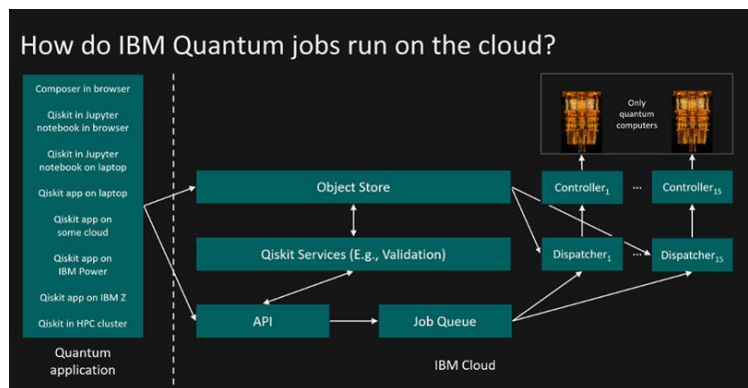 How do IBM Quantum jobs run on the cloud?
Composer in browser
Qiskit in Jupyter
notebook in browser
Qiskit in Jupyter
notebook on laptop
Qiskit app on laptop
Qiskit app on
some cloud
Qiskit app on
IBM Power
Qiskit app on IBM Z
Qiskit in HPC cluster
Quantum
application
Object Store
Qiskit Services (E.g., Validation)
API
Job Queue
Only
quantum
computers
Controller₁
...
Controller₁₅
Dispatcher₁
...
Dispatcher₁₅
IBM Cloud